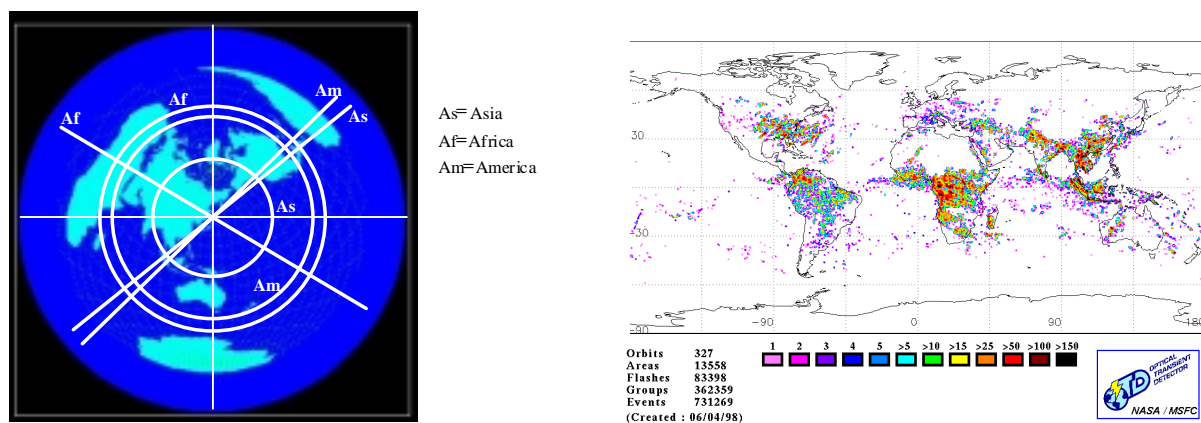 Af
Af
Am
As
As
Am
As=Asia
Af=Africa
Am=America
30
-30
-90
-90
0
90
180
1 2 3 4 5 >5 >10 >15 >25 >50 >100 >150
Orbits 327
Areas 13558
Flashes 83398
Groups 362359
Events 731269
(Created : 06/04/98)
OTD
OPTICAL
TRANSIENT
DETECTOR
NASA / MSFC